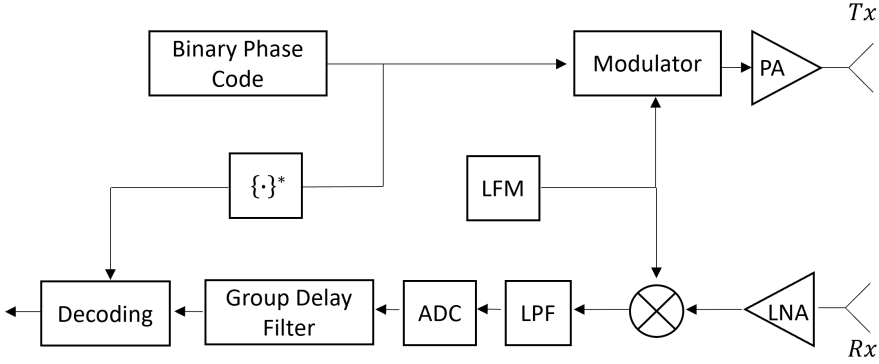 Tx
Binary Phase
Code
Modulator
PA
{·}*
LFM
Decoding
Group Delay
Filter
ADC
LPF
LNA
Rx